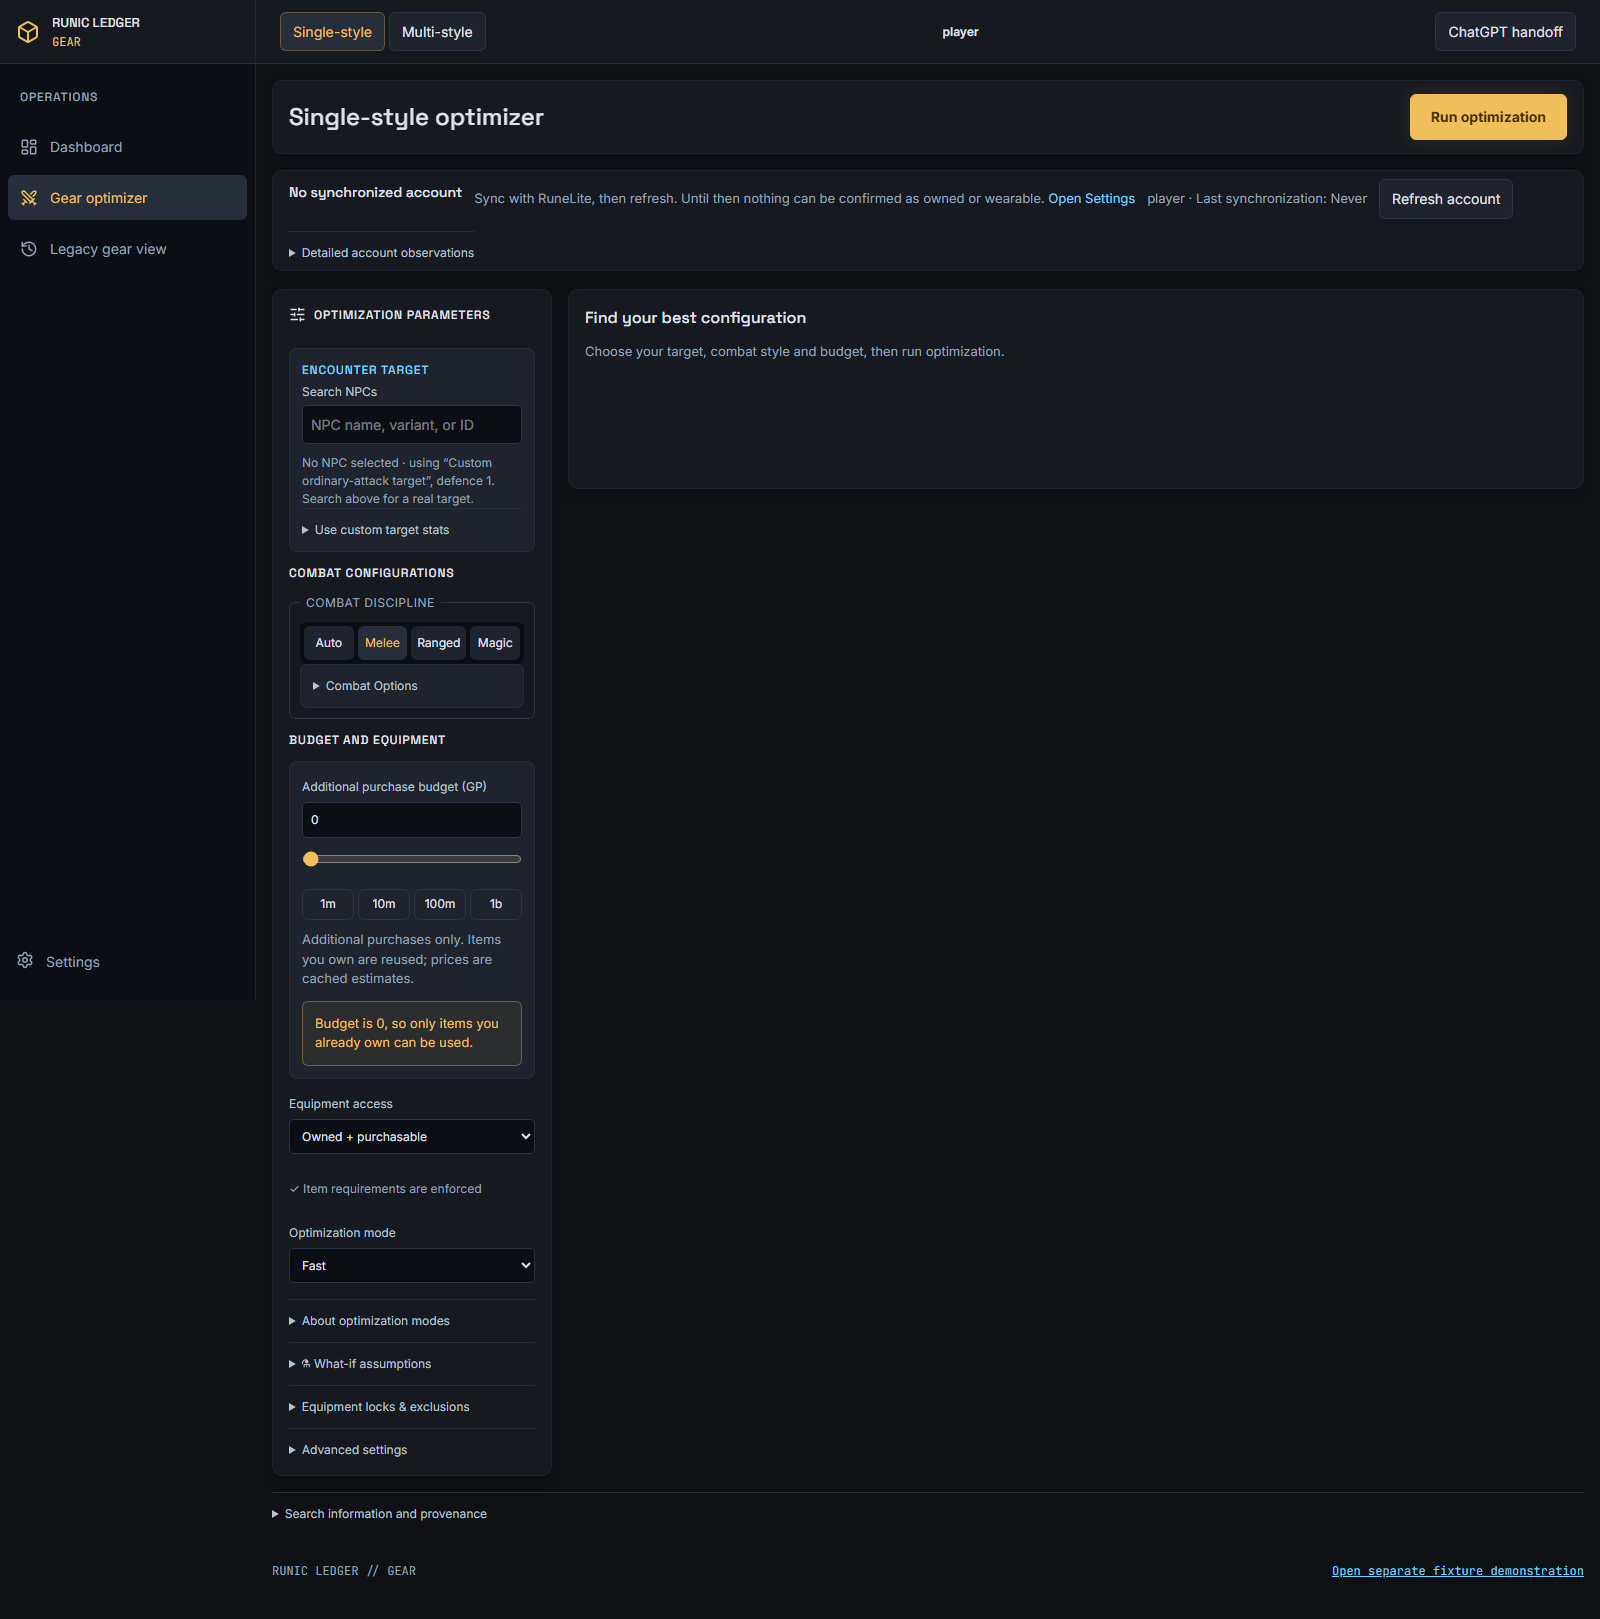 RUNIC LEDGER
GEAR
Single-style
Multi-style
player
ChatGPT handoff
OPERATIONS
Dashboard
Gear optimizer
Legacy gear view
Settings
Single-style optimizer
Run optimization
No synchronized account
Sync with RuneLite, then refresh. Until then nothing can be confirmed as owned or wearable. Open Settings
player · Last synchronization: Never
Refresh account
▶ Detailed account observations
OPTIMIZATION PARAMETERS
ENCOUNTER TARGET
Search NPCs
NPC name, variant, or ID
No NPC selected · using “Custom
ordinary-attack target”, defence 1.
Search above for a real target.
▶ Use custom target stats
COMBAT CONFIGURATIONS
COMBAT DISCIPLINE
Auto
Melee
Ranged
Magic
▶ Combat Options
BUDGET AND EQUIPMENT
Additional purchase budget (GP)
0
1m
10m
100m
1b
Additional purchases only. Items
you own are reused; prices are
cached estimates.
Budget is 0, so only items you
already own can be used.
Equipment access
Owned + purchasable
✓ Item requirements are enforced
Optimization mode
Fast
▶ About optimization modes
▶ ⚗ What-if assumptions
▶ Equipment locks & exclusions
▶ Advanced settings
Find your best configuration
Choose your target, combat style and budget, then run optimization.
▶ Search information and provenance
RUNIC LEDGER // GEAR
Open separate fixture demonstration